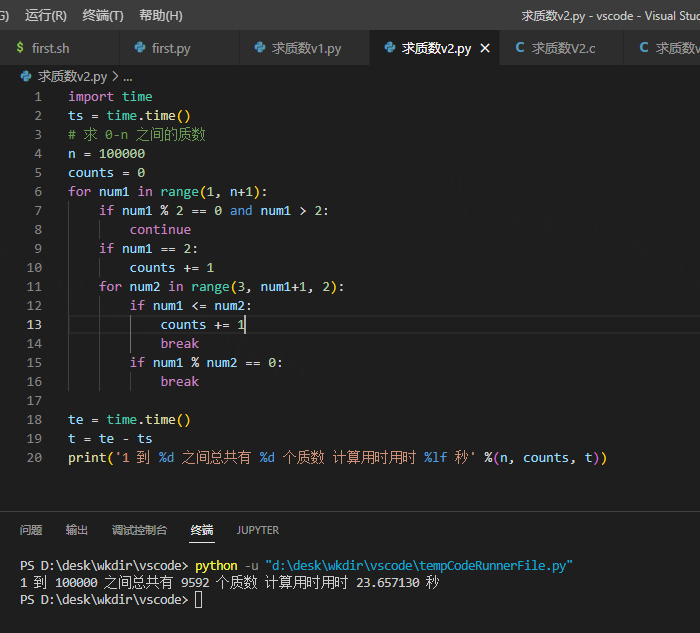 G) 运行(R) 终端(T) 帮助(H) 求质数v2.py - vscode - Visual Stud
$ first.sh first.py 求质数v1.py 求质数v2.py × C 求质数V2.c C 求质数v
求质数v2.py > ...
1 import time
2 ts = time.time()
3 # 求 0-n 之间的质数
4 n = 100000
5 counts = 0
6 for num1 in range(1, n+1):
7 if num1 % 2 == 0 and num1 > 2:
8 continue
9 if num1 == 2:
10 counts += 1
11 for num2 in range(3, num1+1, 2):
12 if num1 <= num2:
13 counts += 1
14 break
15 if num1 % num2 == 0:
16 break
17
18 te = time.time()
19 t = te - ts
20 print('1 到 %d 之间总共有 %d 个质数 计算用时用时 %lf 秒' %(n, counts, t))
问题 输出 调试控制台 终端 JUPYTER
PS D:\desk\wkdir\vscode> python -u "d:\desk\wkdir\vscode\tempCodeRunnerFile.py"
1 到 100000 之间总共有 9592 个质数 计算用时用时 23.657130 秒
PS D:\desk\wkdir\vscode>